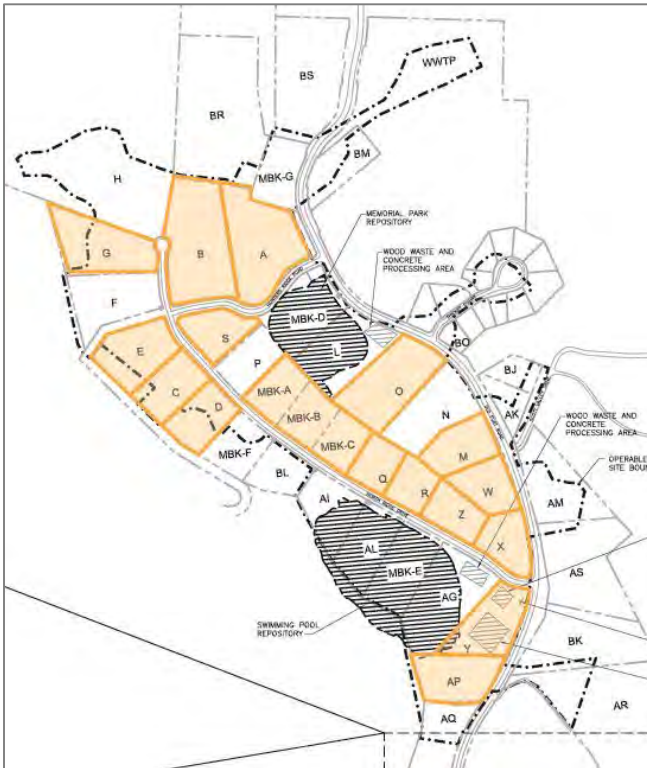 BS
WWTP
BR
BM
MBK-G
H
MEMORIAL PARK
REPOSITORY
B
A
G
WOOD WASTE AND
CONCRETE
PROCESSING AREA
F
MBK-D
S
L
BO
E
P
BJ
C
MBK-A
O
AK
WOOD WASTE AND
CONCRETE
PROCESSING AREA
D
MBK-B
N
MBK-F
MBK-C
M
OPERABLE
SITE BOUN
BL
Q
R
W
AI
Z
AM
X
AL
MBK-E
AS
AG
SWIMMING POOL
REPOSITORY
Y
BK
AP
AQ
AR